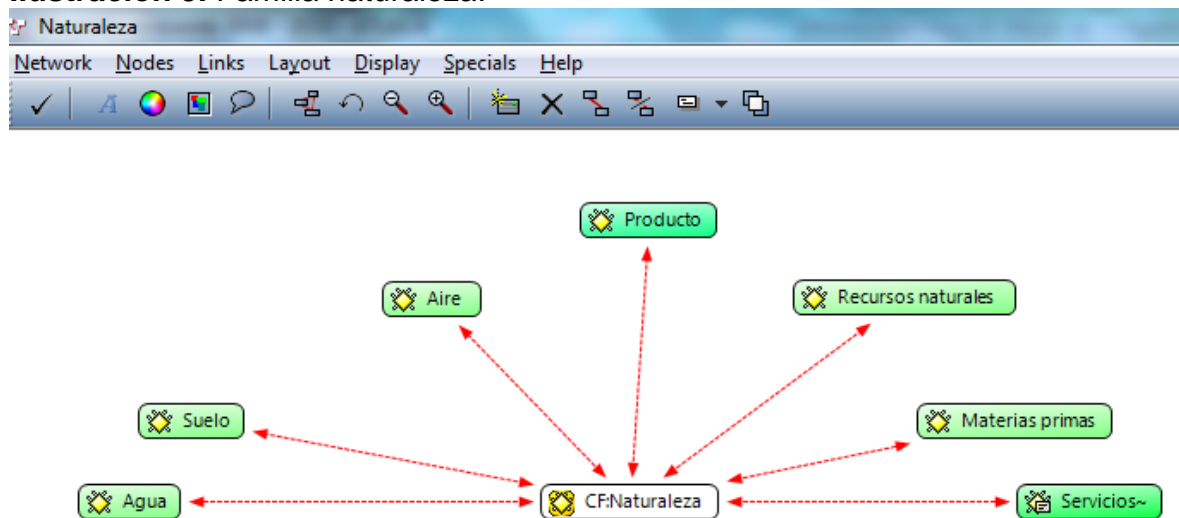 Naturaleza
Network Nodes Links Layout Display Specials Help
A
Producto
Aire
Recursos naturales
Suelo
Materias primas
Agua
CF:Naturaleza
Servicios~